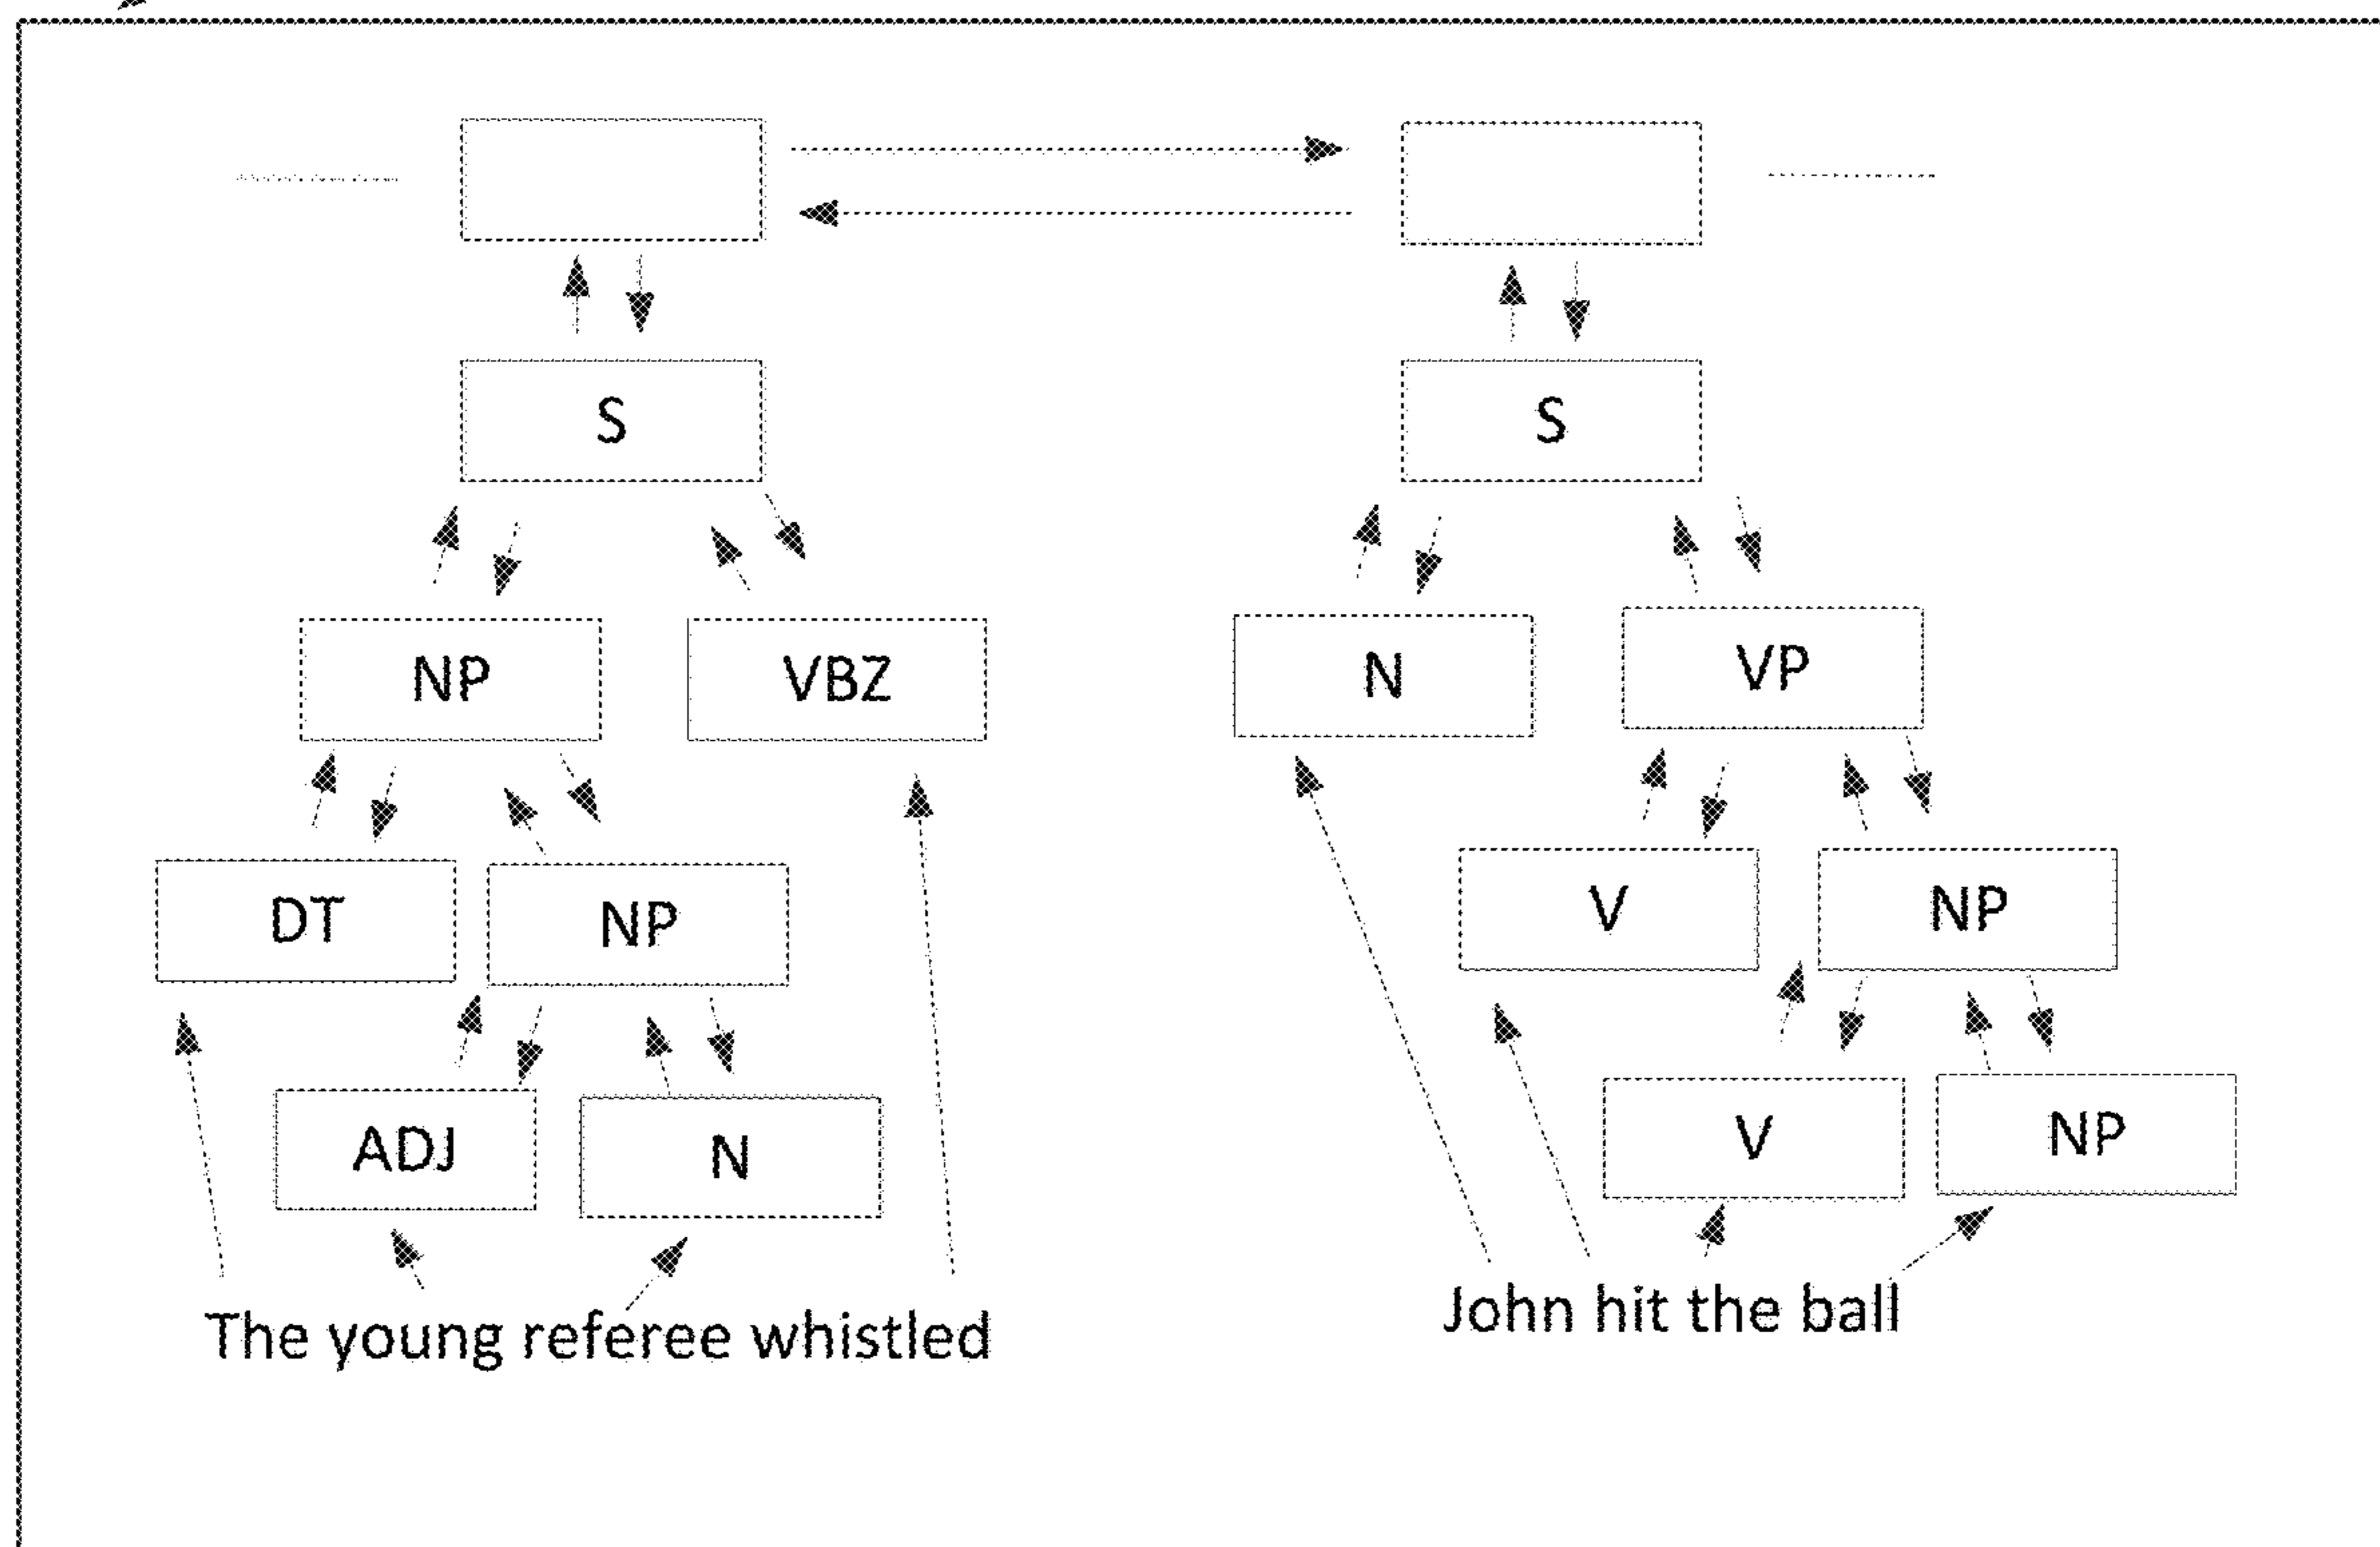 S S
NP VBZ N VP
DT NP V NP
ADJ N V NP
The young referee whistled
John hit the ball